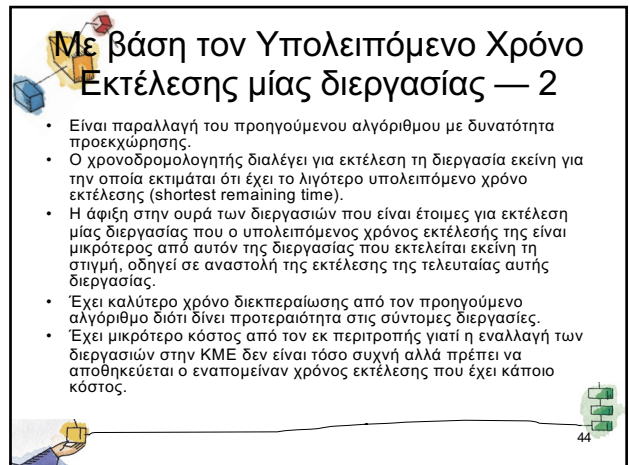 Με βάση τον Υπολειπόμενο Χρόνο
Εκτέλεσης μίας διεργασίας — 2
• Είναι παραλλαγή του προηγούμενου αλγόριθμου με δυνατότητα
προεκχώρησης.
• Ο χρονοδρομολογητής διαλέγει για εκτέλεση τη διεργασία εκείνη για
την οποία εκτιμάται ότι έχει το λιγότερο υπολειπόμενο χρόνο
εκτέλεσης (shortest remaining time).
• Η άφιξη στην ουρά των διεργασιών που είναι έτοιμες για εκτέλεση
μίας διεργασίας που ο υπολειπόμενος χρόνος εκτέλεσής της είναι
μικρότερος από αυτόν της διεργασίας που εκτελείται εκείνη τη
στιγμή, οδηγεί σε αναστολή της εκτέλεσης της τελευταίας αυτής
διεργασίας.
• Έχει καλύτερο χρόνο διεκπεραίωσης από τον προηγούμενο
αλγόριθμο διότι δίνει προτεραιότητα στις σύντομες διεργασίες.
• Έχει μικρότερο κόστος από τον εκ περιτροπής γιατί η εναλλαγή των
διεργασιών στην ΚΜΕ δεν είναι τόσο συχνή αλλά πρέπει να
αποθηκεύεται ο εναπομείναν χρόνος εκτέλεσης που έχει κάποιο
κόστος.
44